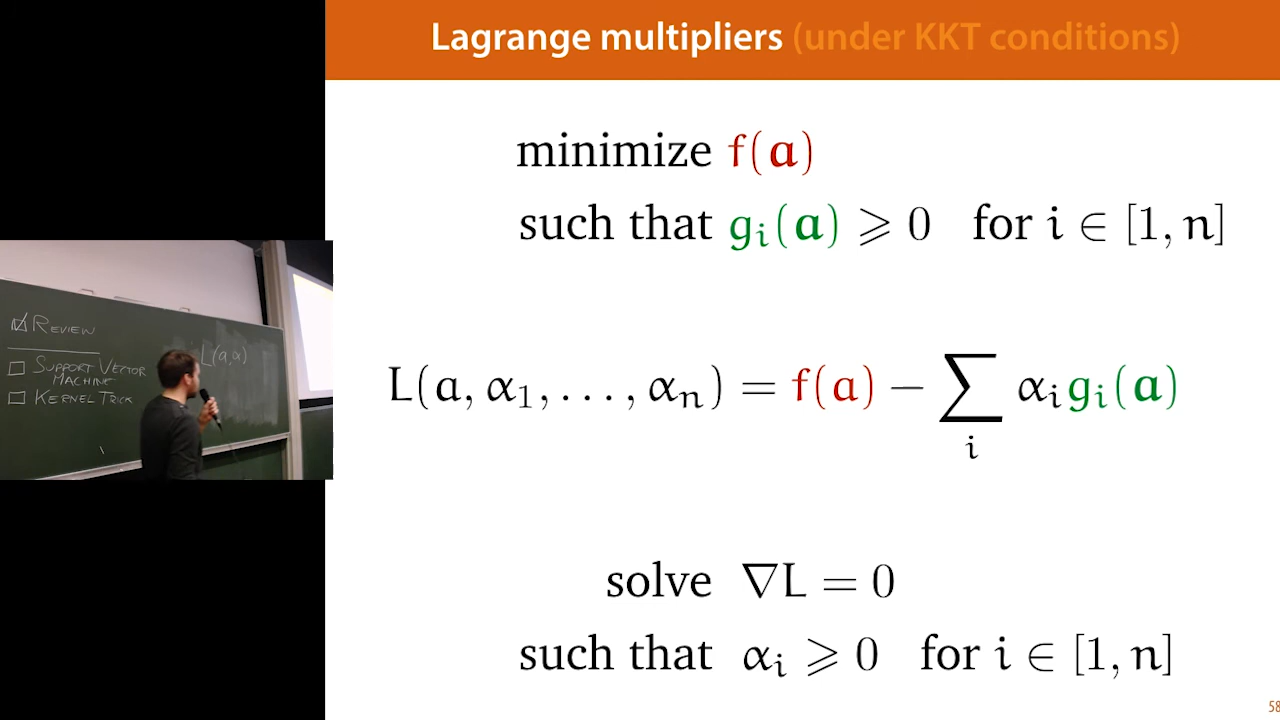 Lagrange multipliers (under KKT conditions)
minimize f(a)
such that gᵢ(a) ⩾ 0 for i ∈ [1, n]
L(a, α₁, . . . , αₙ) = f(a) − ∑ᵢ αᵢgᵢ(a)
solve ∇L = 0
such that αᵢ ⩾ 0 for i ∈ [1, n]
58
☑ REVIEW
☐ SUPPORT VECTOR
MACHINE
☐ KERNEL TRICK
L(a,α)